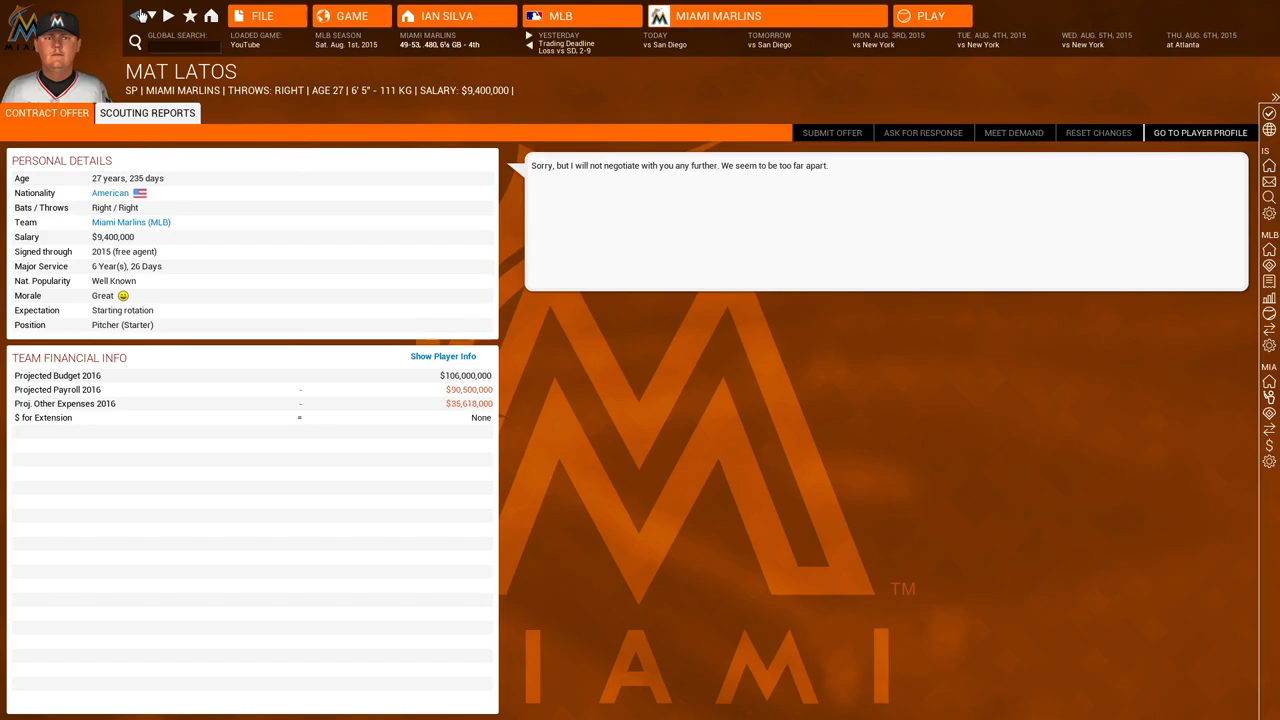 FILE
GAME
IAN SILVA
MLB
MIAMI MARLINS
PLAY
GLOBAL SEARCH:
LOADED GAME:
YouTube
MLB SEASON
Sat. Aug. 1st, 2015
MIAMI MARLINS
49-53, .480, 6½ GB - 4th
YESTERDAY
Trading Deadline
Loss vs SD, 2-9
TODAY
vs San Diego
TOMORROW
vs San Diego
MON. AUG. 3RD, 2015
vs New York
TUE. AUG. 4TH, 2015
vs New York
WED. AUG. 5TH, 2015
vs New York
THU. AUG. 6TH, 2015
at Atlanta
MAT LATOS
SP | MIAMI MARLINS | THROWS: RIGHT | AGE 27 | 6' 5" - 111 KG | SALARY: $9,400,000 |
CONTRACT OFFER
SCOUTING REPORTS
SUBMIT OFFER
ASK FOR RESPONSE
MEET DEMAND
RESET CHANGES
GO TO PLAYER PROFILE
PERSONAL DETAILS
Age 27 years, 235 days
Nationality American
Bats / Throws Right / Right
Team Miami Marlins (MLB)
Salary $9,400,000
Signed through 2015 (free agent)
Major Service 6 Year(s), 26 Days
Nat. Popularity Well Known
Morale Great
Expectation Starting rotation
Position Pitcher (Starter)
Sorry, but I will not negotiate with you any further. We seem to be too far apart.
TEAM FINANCIAL INFO Show Player Info
Projected Budget 2016 $106,000,000
Projected Payroll 2016 - $90,500,000
Proj. Other Expenses 2016 - $35,618,000
$ for Extension = None
IS
MLB
MIA
TM
IAMI